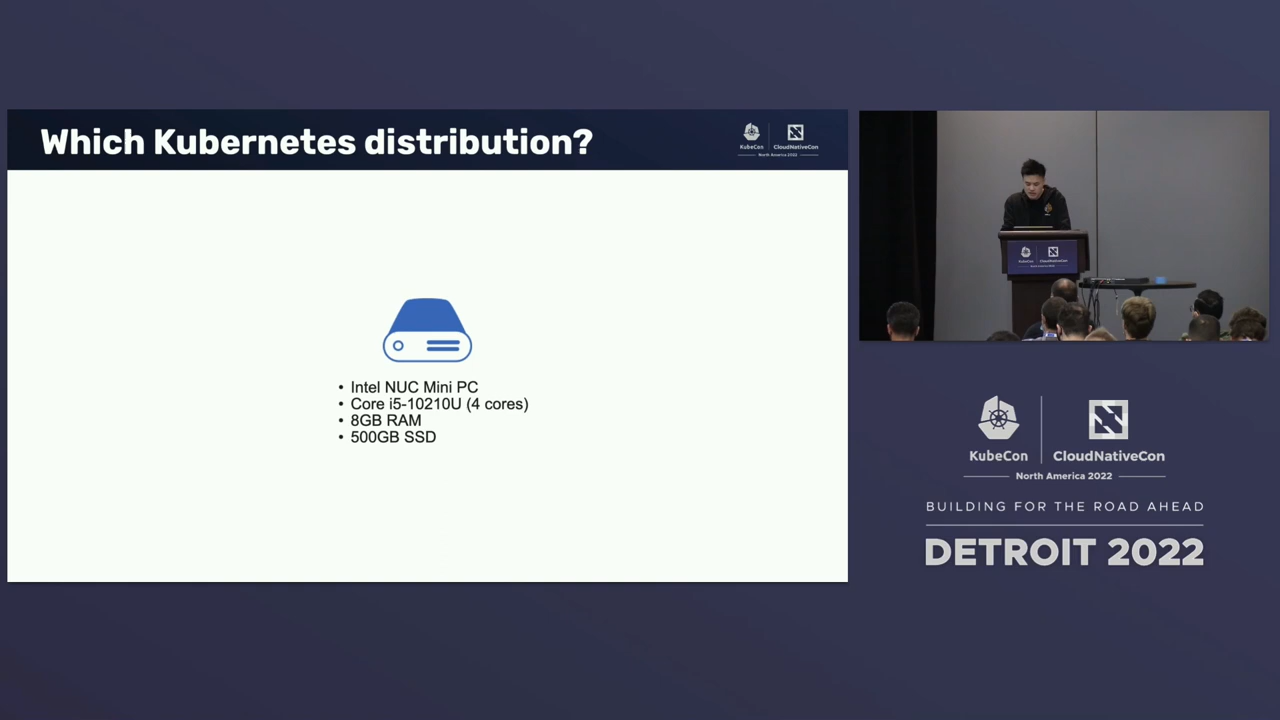 Which Kubernetes distribution?
KubeCon
CloudNativeCon
North America 2022
• Intel NUC Mini PC
• Core i5-10210U (4 cores)
• 8GB RAM
• 500GB SSD
KubeCon
CloudNativeCon
North America 2022
BUILDING FOR THE ROAD AHEAD
DETROIT 2022